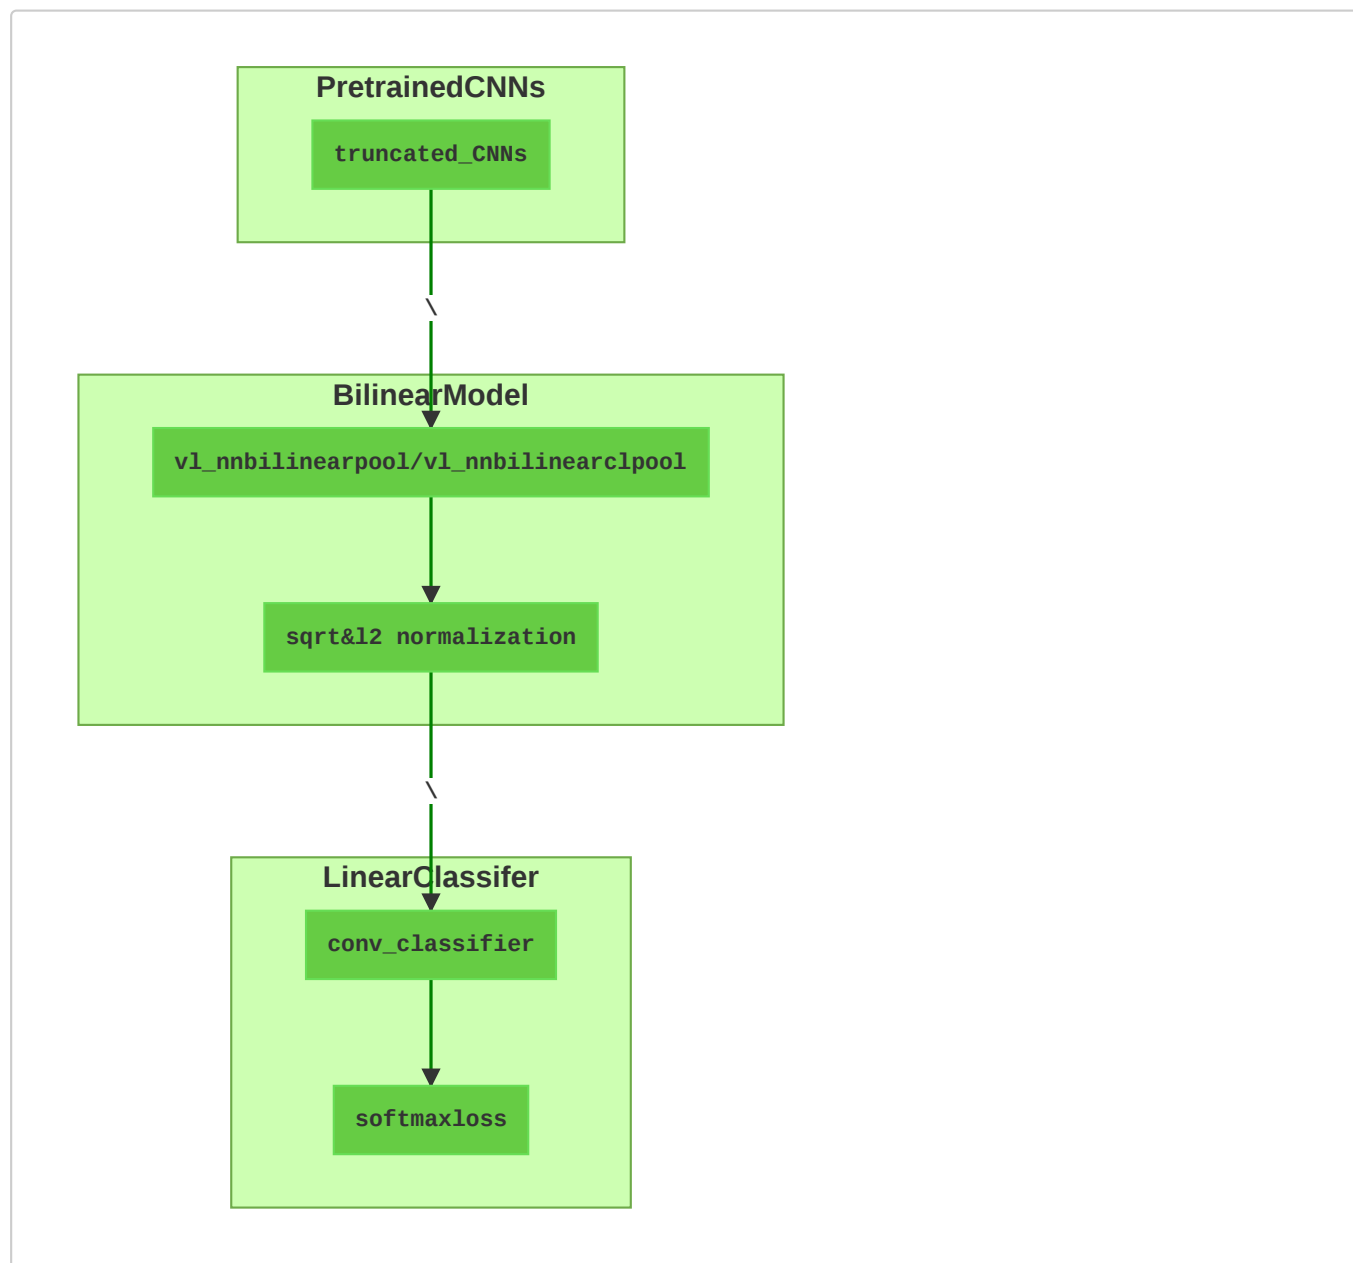 PretrainedCNNs
truncated_CNNs
\
BilinearModel
vl_nnbilinearpool/vl_nnbilinearclpool
sqrt&l2 normalization
\
LinearClassifer
conv_classifier
softmaxloss